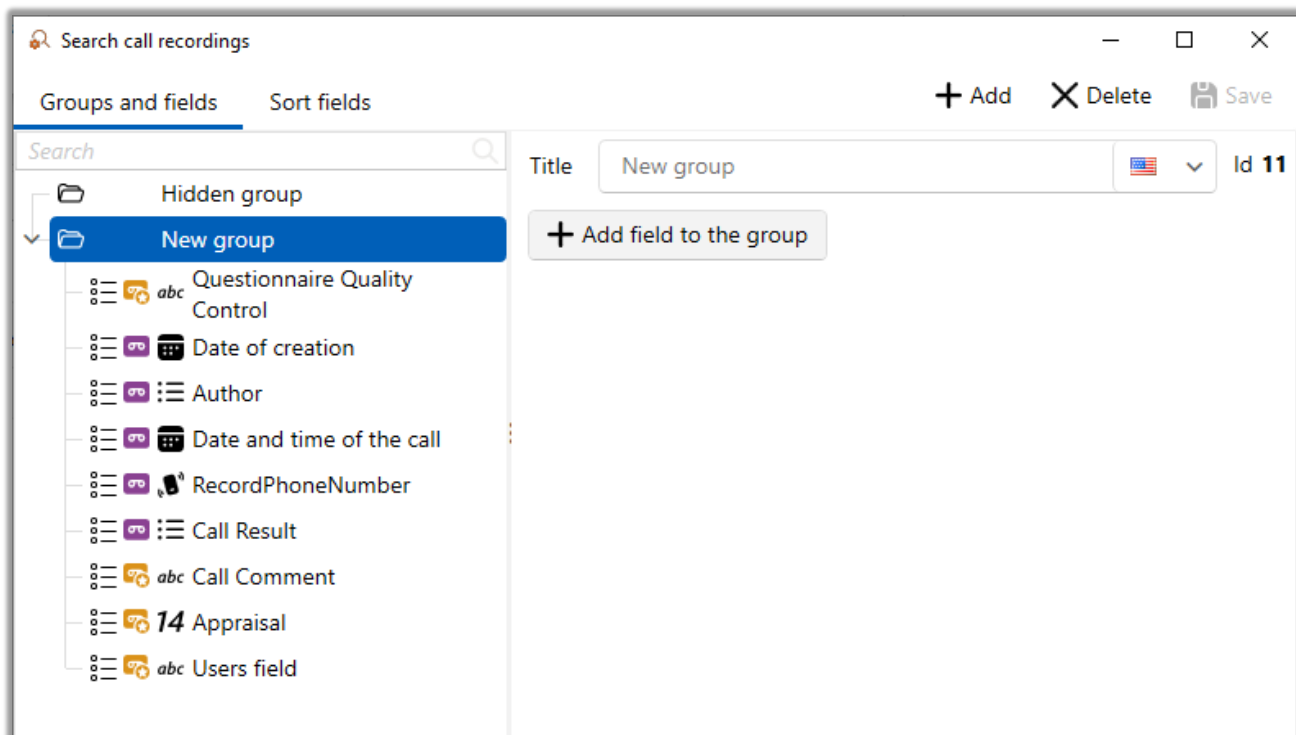 Search call recordings
Groups and fields
Sort fields
Add
Delete
Save
Search
Hidden group
New group
abc Questionnaire Quality
Control
Date of creation
Author
Date and time of the call
RecordPhoneNumber
Call Result
abc Call Comment
14 Appraisal
abc Users field
Title
New group
Id 11
Add field to the group